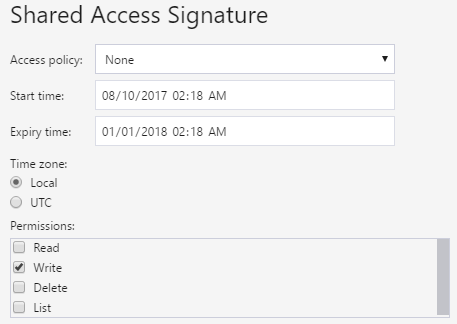 Shared Access Signature
Access policy: None
Start time: 08/10/2017 02:18 AM
Expiry time: 01/01/2018 02:18 AM
Time zone:
Local
UTC
Permissions:
Read
Write
Delete
List